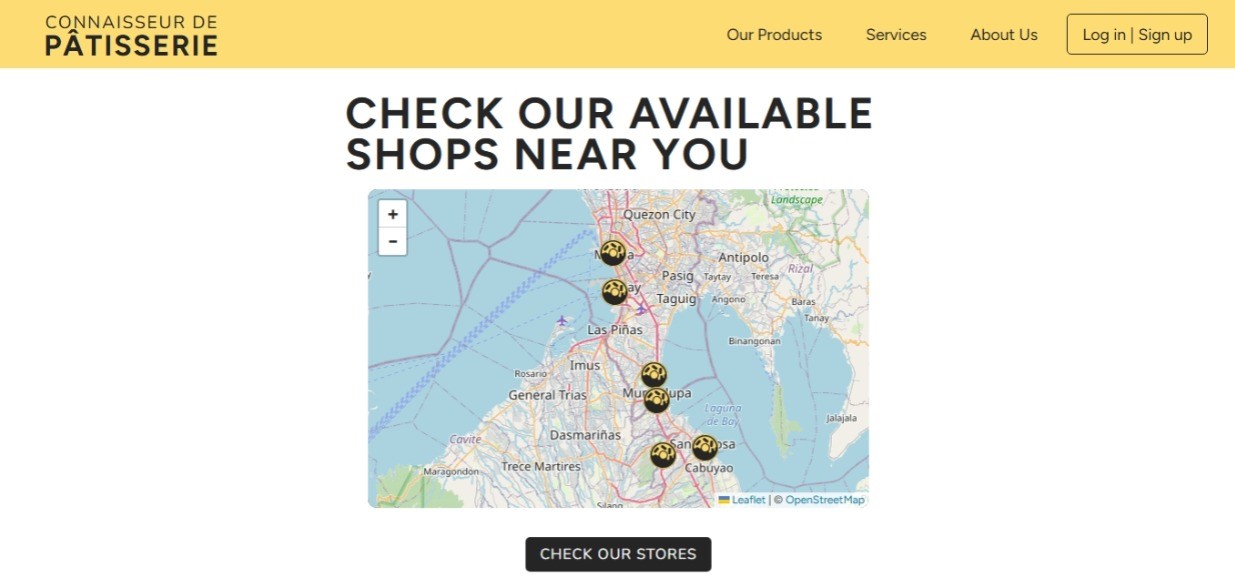 CONNAISSEUR DE
PÂTISSERIE
Our Products
Services
About Us
Log in | Sign up
CHECK OUR AVAILABLE
SHOPS NEAR YOU
+
−
Landscape
Quezon City
Antipolo
Rizal
Pasig
Taytay
Teresa
Taguig
Angono
Baras
Tanay
Las Piñas
Binangonan
Imus
Rosario
General Trias
Laguna
de Bay
Jalajala
Dasmariñas
Cavite
Cabuyao
Trece Martires
Maragondon
Silang
Leaflet | © OpenStreetMap
CHECK OUR STORES